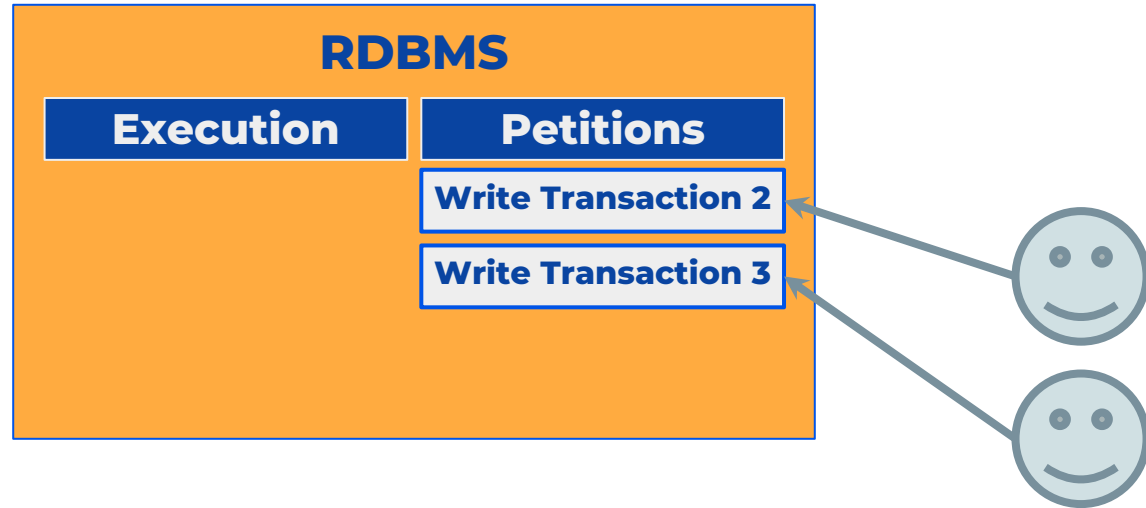 RDBMS
Execution
Petitions
Write Transaction 2
Write Transaction 3